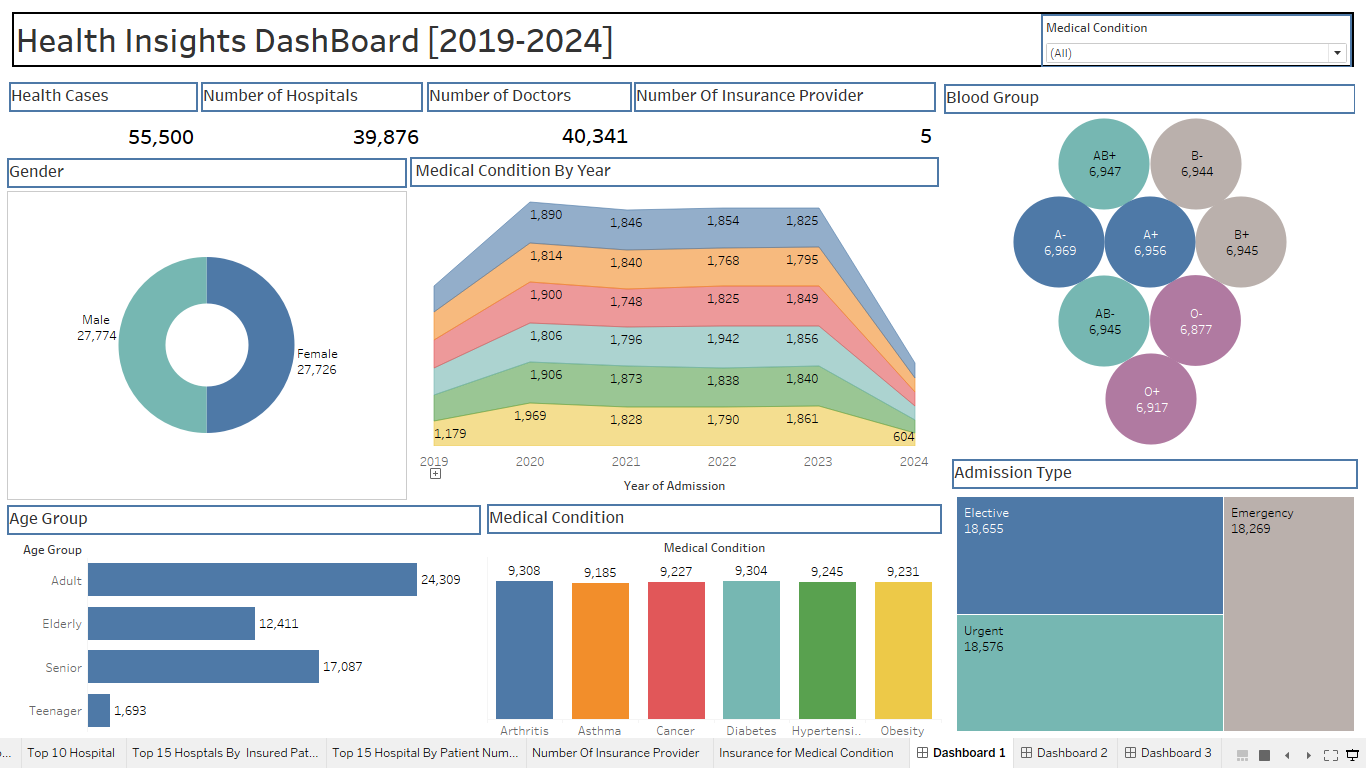 Health Insights DashBoard [2019-2024]
Medical Condition
(All)
Health Cases
Number of Hospitals
Number of Doctors
Number Of Insurance Provider
Blood Group
55,500
39,876
40,341
5
Gender
Male
27,774
Female
27,726
Medical Condition By Year
1,890
1,846
1,854
1,825
1,814
1,840
1,768
1,795
1,900
1,748
1,825
1,849
1,806
1,796
1,942
1,856
1,906
1,873
1,838
1,840
1,179
1,969
1,828
1,790
1,861
604
2019
2020
2021
2022
2023
2024
Year of Admission
AB+
6,947
B-
6,944
A-
6,969
A+
6,956
B+
6,945
AB-
6,945
O-
6,877
O+
6,917
Age Group
Age Group
Adult
24,309
Elderly
12,411
Senior
17,087
Teenager
1,693
Medical Condition
Medical Condition
9,308
9,185
9,227
9,304
9,245
9,231
Arthritis
Asthma
Cancer
Diabetes
Hypertensi..
Obesity
Admission Type
Elective
18,655
Emergency
18,269
Urgent
18,576
Top 10 Hospital
Top 15 Hosptals By Insured Pat...
Top 15 Hospital By Patient Num...
Number Of Insurance Provider
Insurance for Medical Condition
Dashboard 1
Dashboard 2
Dashboard 3